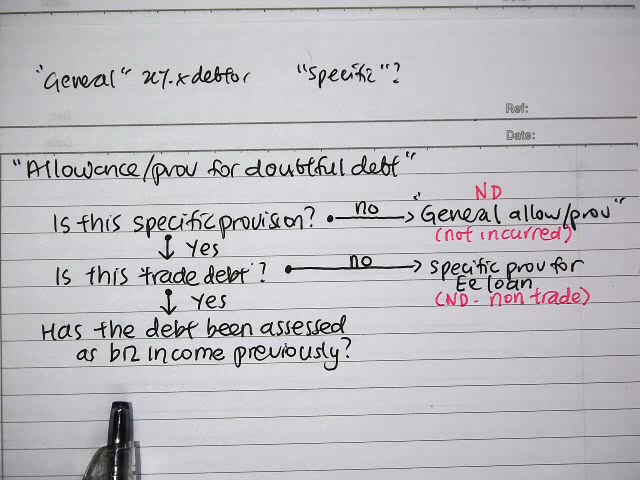 "General" x% x debtor "Specific"?
Ref:
Date:
"Allowance/prov for doubtful debt"
ND
Is this specific provision? no "General allow/prov"
(not incurred)
Yes
Is this trade debt? no specific prov for
Ee loan
Yes (ND - non trade)
Has the debt been assessed
as biz income previously?